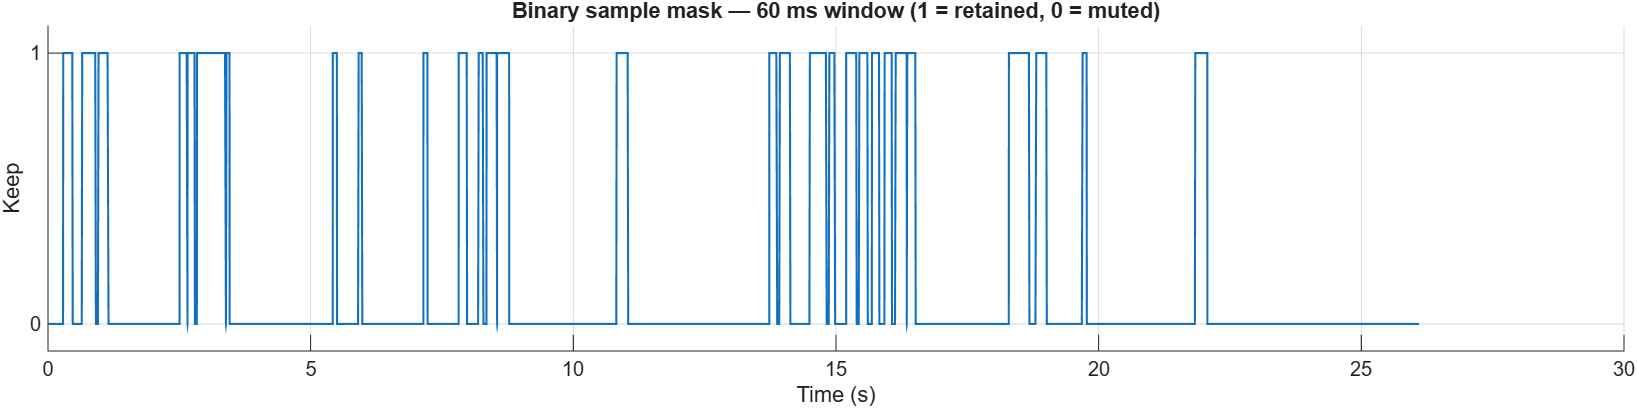 Binary sample mask — 60 ms window (1 = retained, 0 = muted)
1
0
Keep
0 5 10 15 20 25 30
Time (s)